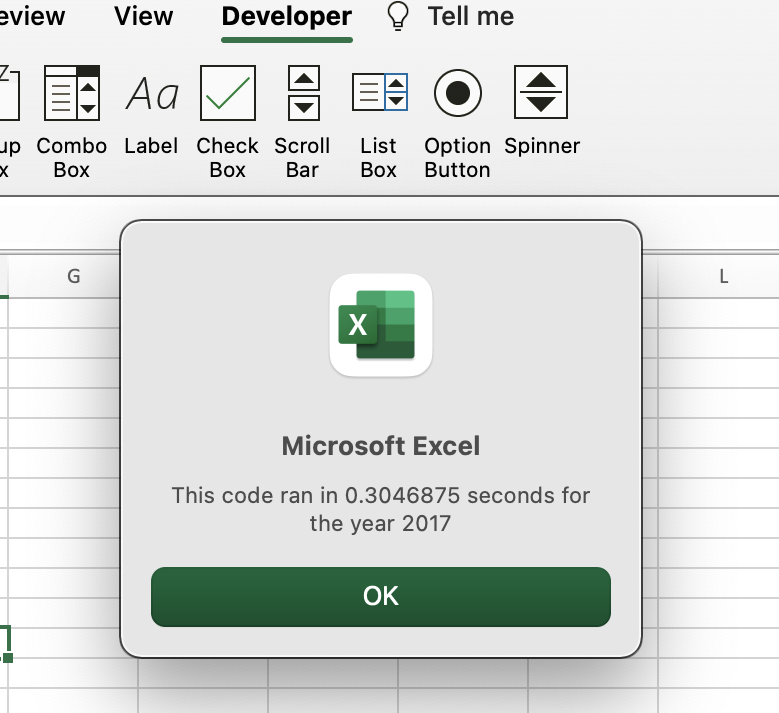 eview View Developer Tell me
Aa
up Combo Label Check Scroll List Option Spinner
x Box Box Bar Box Button
G L
X
Microsoft Excel
This code ran in 0.3046875 seconds for
the year 2017
OK